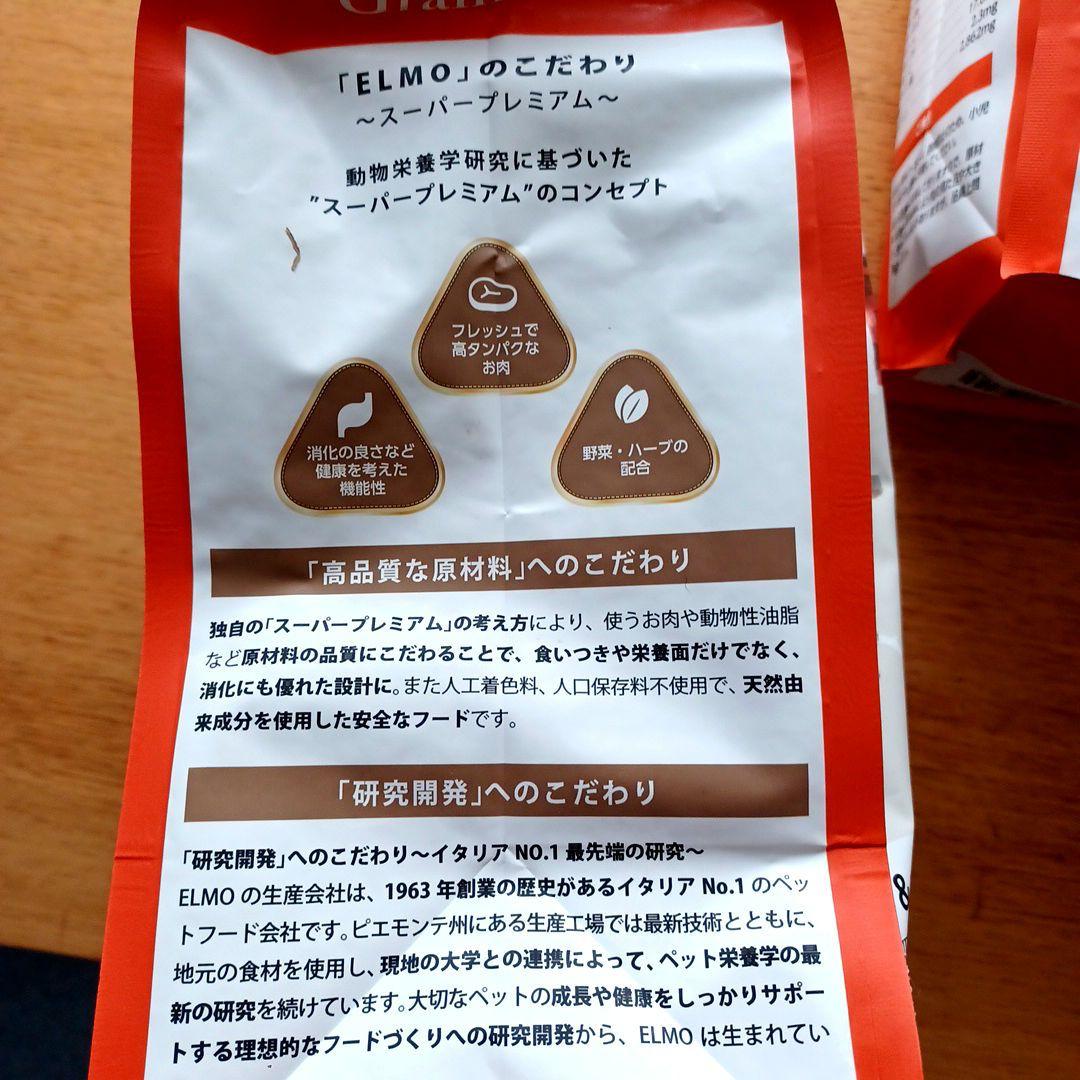 「ELMO」のこだわり
～スーパープレミアム～
動物栄養学研究に基づいた
”スーパープレミアム”のコンセプト
フレッシュで
高タンパクな
お肉
消化の良さなど
健康を考えた
機能性
野菜・ハーブの
配合
「高品質な原材料」へのこだわり
独自の「スーパープレミアム」の考え方により、使うお肉や動物性油脂
など原材料の品質にこだわることで、食いつきや栄養面だけでなく、
消化にも優れた設計に。また人工着色料、人口保存料不使用で、天然由
来成分を使用した安全なフードです。
「研究開発」へのこだわり
「研究開発」へのこだわり～イタリア NO.1 最先端の研究～
ELMO の生産会社は、1963 年創業の歴史があるイタリア No.1 のペッ
トフード会社です。ピエモンテ州にある生産工場では最新技術とともに、
地元の食材を使用し、現地の大学との連携によって、ペット栄養学の最
新の研究を続けています。大切なペットの成長や健康をしっかりサポー
トする理想的なフードづくりへの研究開発から、ELMO は生まれてい
2.3mg
2.862mg
小児
&